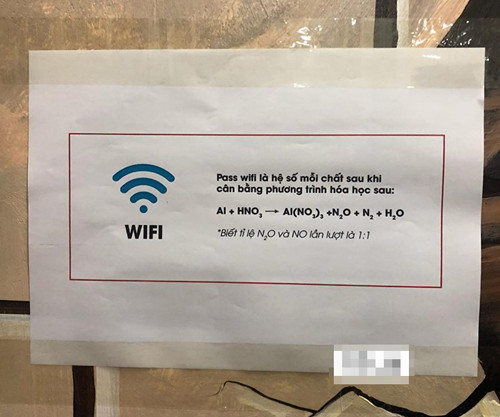 Pass wifi là hệ số mỗi chất sau khi
cân bằng phương trình hóa học sau:
Al + HNO₃ → Al(NO₃)₃ +N₂O + N₂ + H₂O
*Biết tỉ lệ N₂O và NO lần lượt là 1:1
WIFI